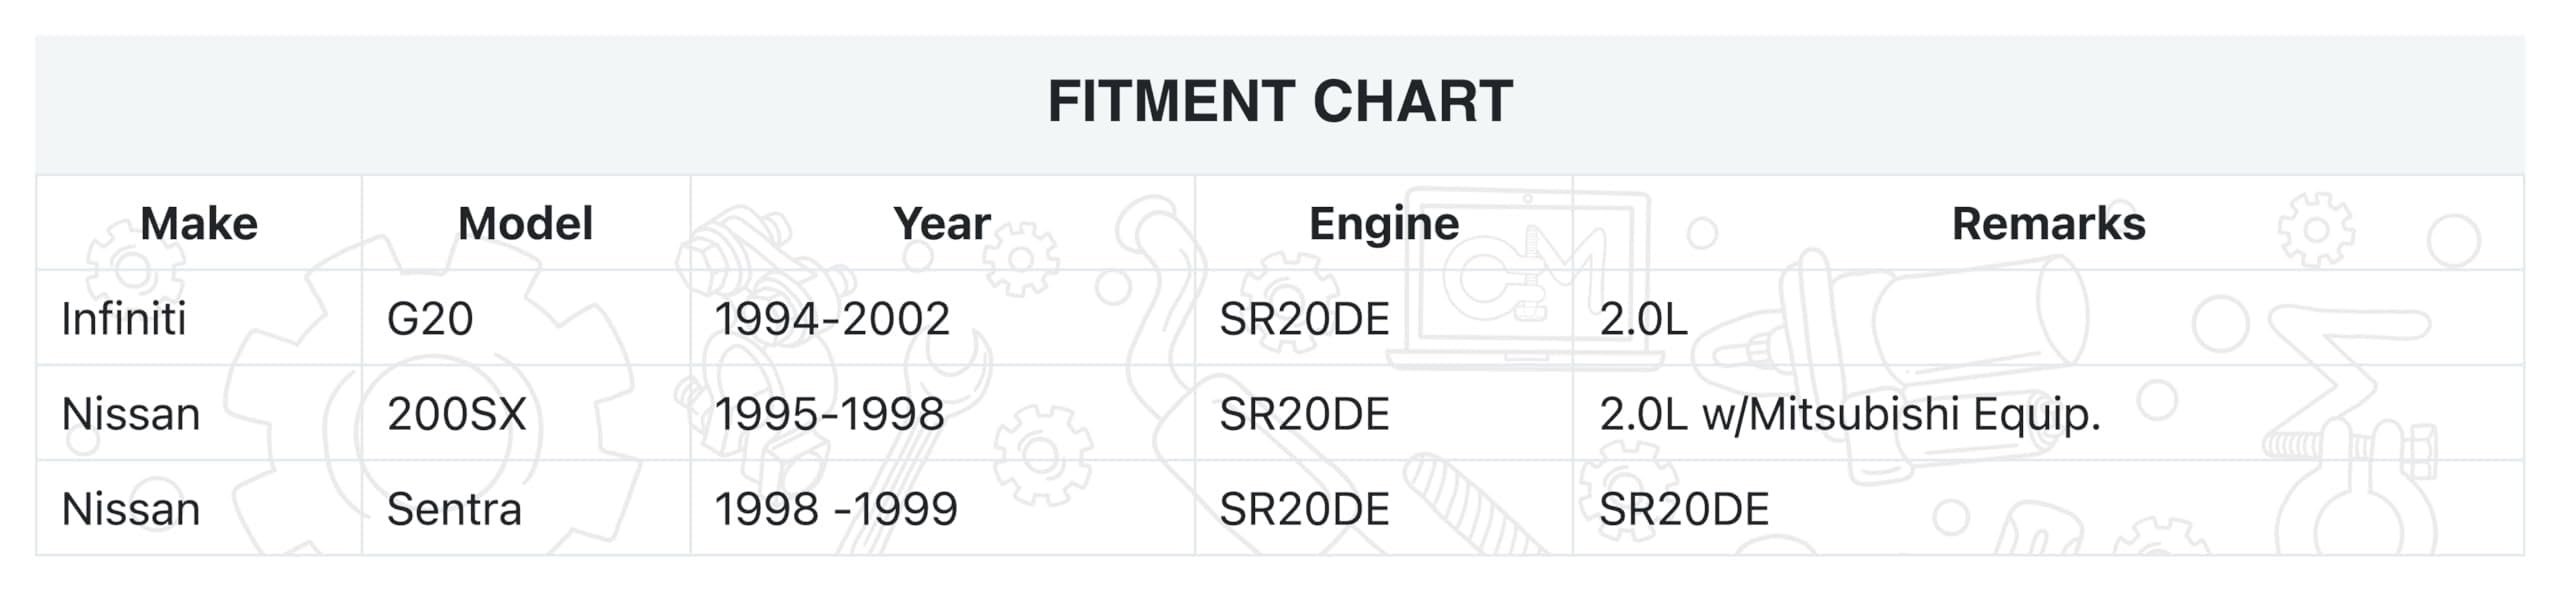 FITMENT CHART
Make Model Year Engine Remarks
Infiniti G20 1994-2002 SR20DE 2.0L
Nissan 200SX 1995-1998 SR20DE 2.0L w/Mitsubishi Equip.
Nissan Sentra 1998 -1999 SR20DE SR20DE
CM